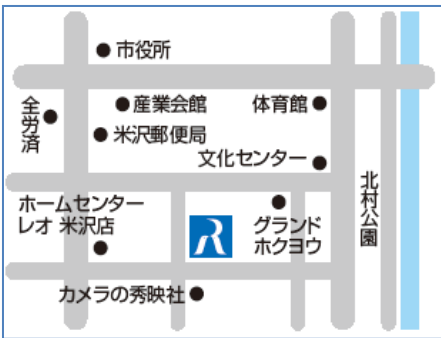 市役所
産業会館
体育館
全労済
米沢郵便局
文化センター
北村公園
ホームセンター
レオ 米沢店
R
グランド
ホクヨウ
カメラの秀映社